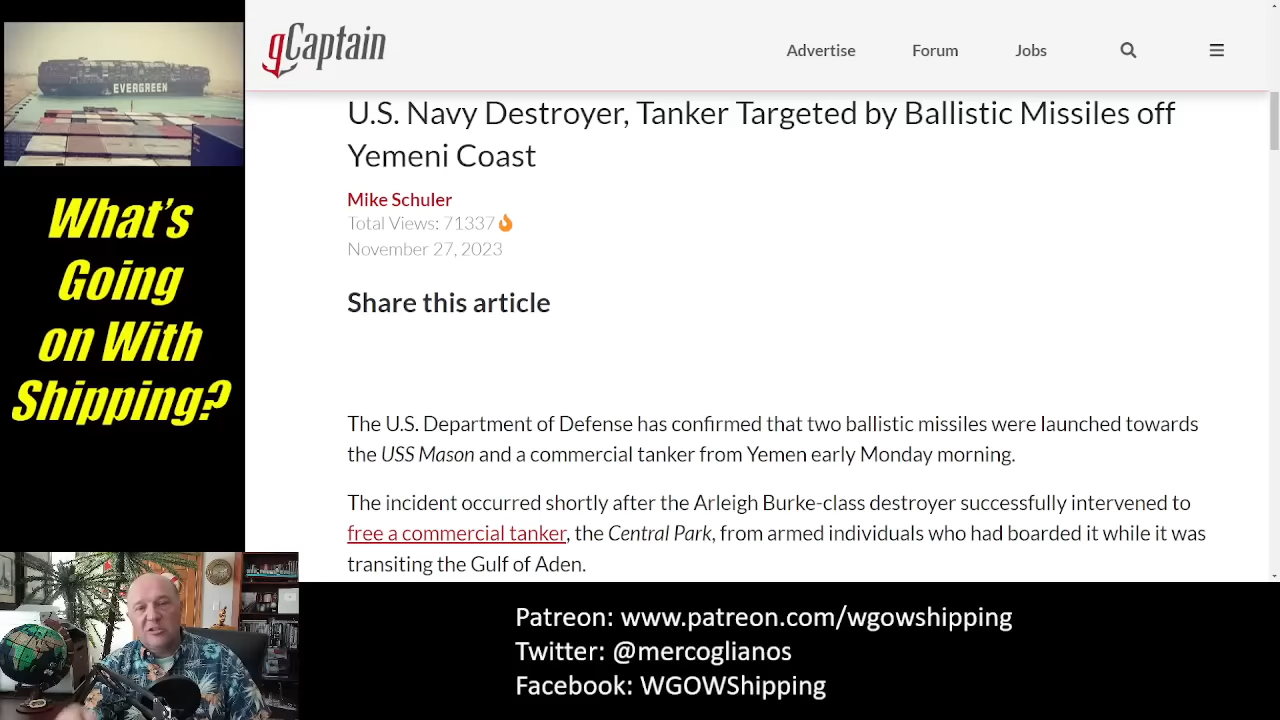 EVERGREEN
What's
Going
on With
Shipping?
gCaptain
Advertise
Forum
Jobs
U.S. Navy Destroyer, Tanker Targeted by Ballistic Missiles off
Yemeni Coast
Mike Schuler
Total Views: 71337
November 27, 2023
Share this article
The U.S. Department of Defense has confirmed that two ballistic missiles were launched towards
the USS Mason and a commercial tanker from Yemen early Monday morning.
The incident occurred shortly after the Arleigh Burke-class destroyer successfully intervened to
free a commercial tanker, the Central Park, from armed individuals who had boarded it while it was
transiting the Gulf of Aden.
Patreon: www.patreon.com/wgowshipping
Twitter: @mercoglianos
Facebook: WGOWShipping